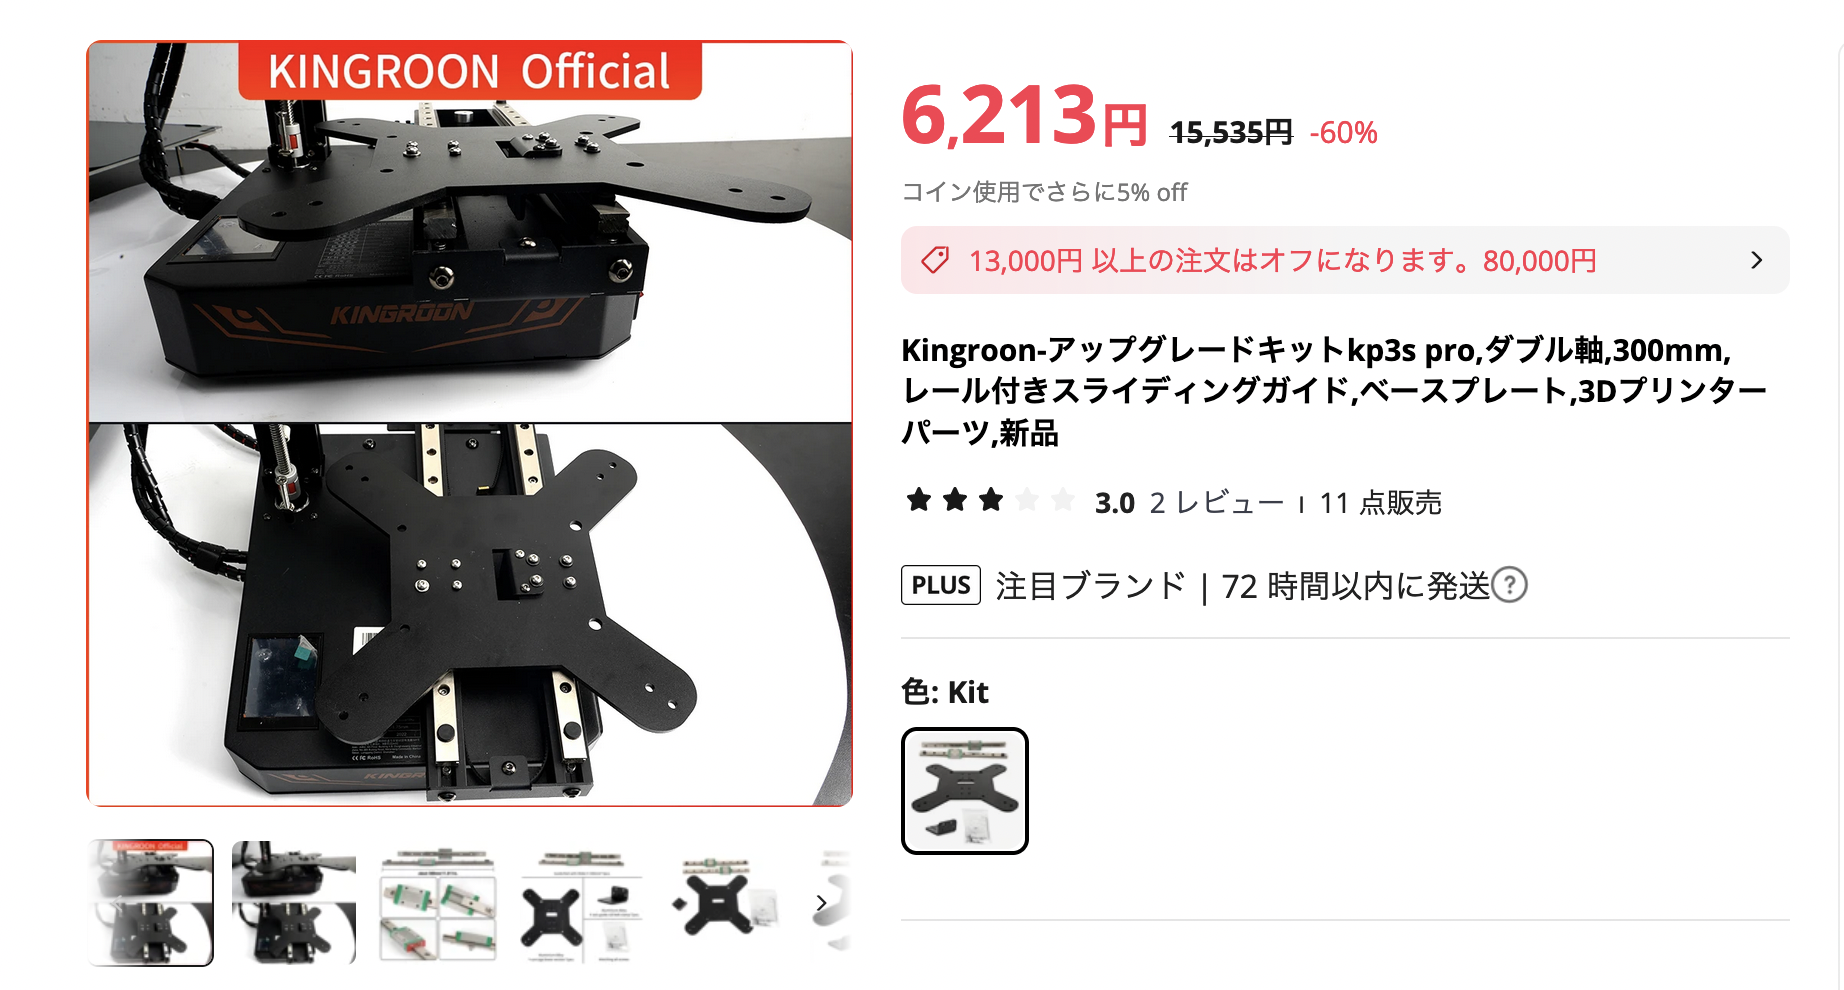 KINGROON Official
KINGROON
6,213円 15,535円 -60%
コイン使用でさらに5% off
13,000円 以上の注文はオフになります。80,000円
Kingroon-アップグレードキットkp3s pro,ダブル軸,300mm,
レール付きスライディングガイド,ベースプレート,3Dプリンター
パーツ,新品
3.0 2 レビュー ı 11 点販売
PLUS 注目ブランド | 72 時間以内に発送?
色: Kit